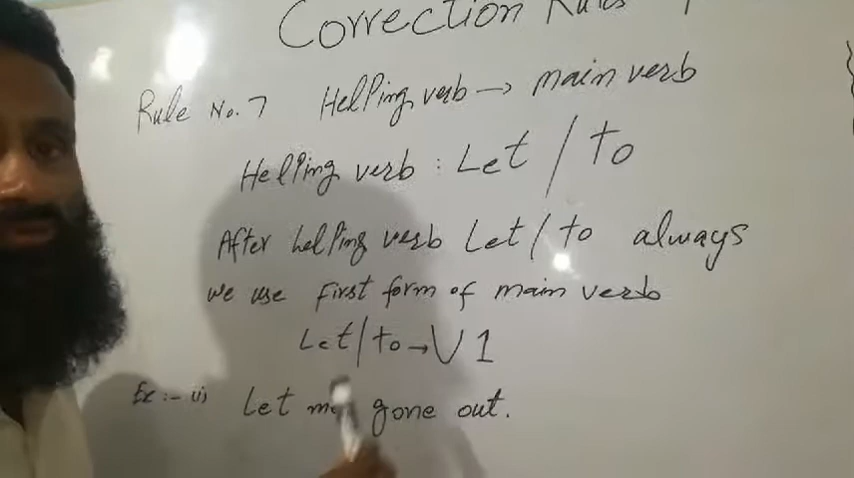 Correction Rules
Rule No. 7 Helping verb → main verb
Helping verb : Let / to
After helping verb Let / to always
we use first form of main verb
Let / to → V 1
Ex :- (i) Let me gone out.